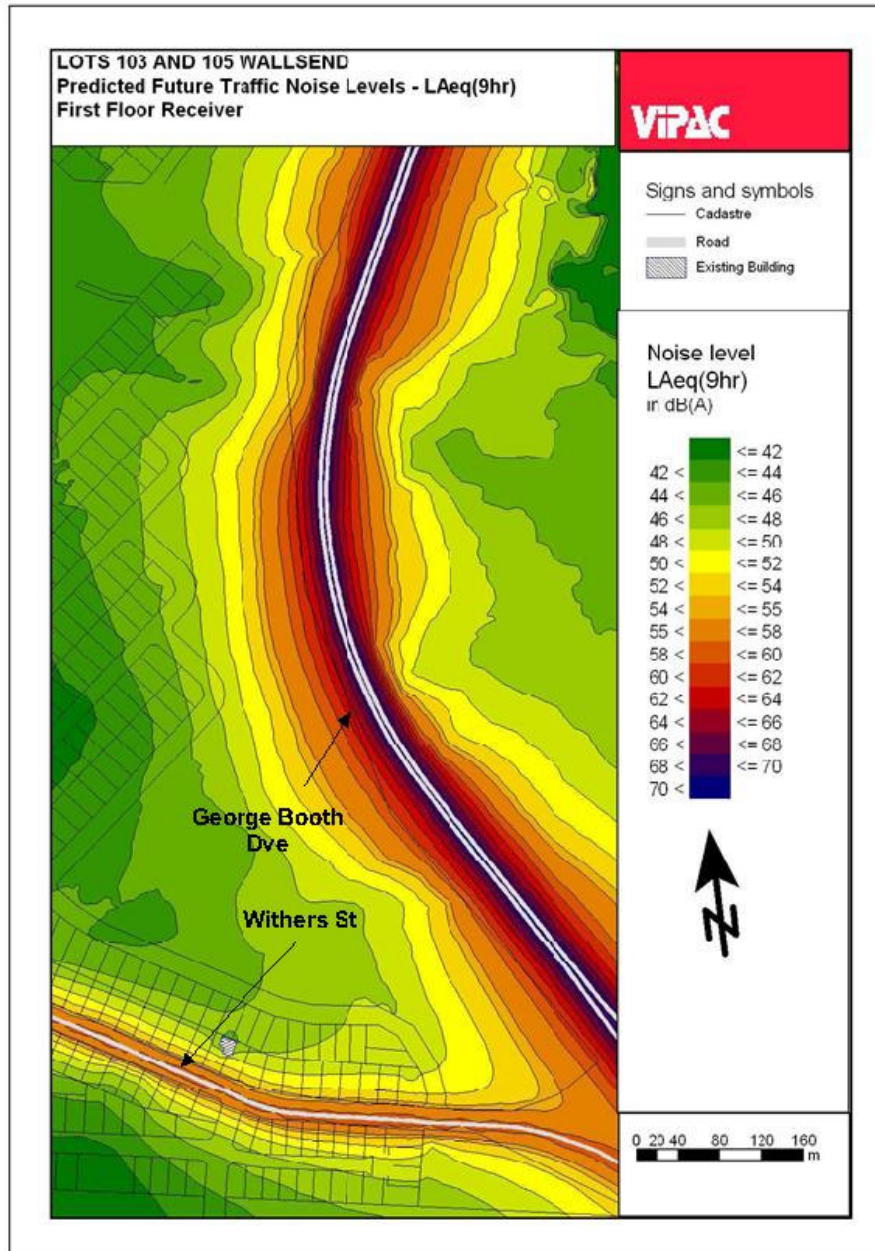 LOTS 103 AND 105 WALLSEND
Predicted Future Traffic Noise Levels - LAeq(9hr)
First Floor Receiver
VIPAC
Signs and symbols
Cadastre
Road
Existing Building
Noise level
LAeq(9hr)
in dB(A)
<= 42
42 < <= 44
44 < <= 46
46 < <= 48
48 < <= 50
50 < <= 52
52 < <= 54
54 < <= 55
55 < <= 58
58 < <= 60
60 < <= 62
62 < <= 64
64 < <= 66
66 < <= 68
68 < <= 70
70 <
George Booth
Dve
Withers St
N
0 20 40 80 120 160
m